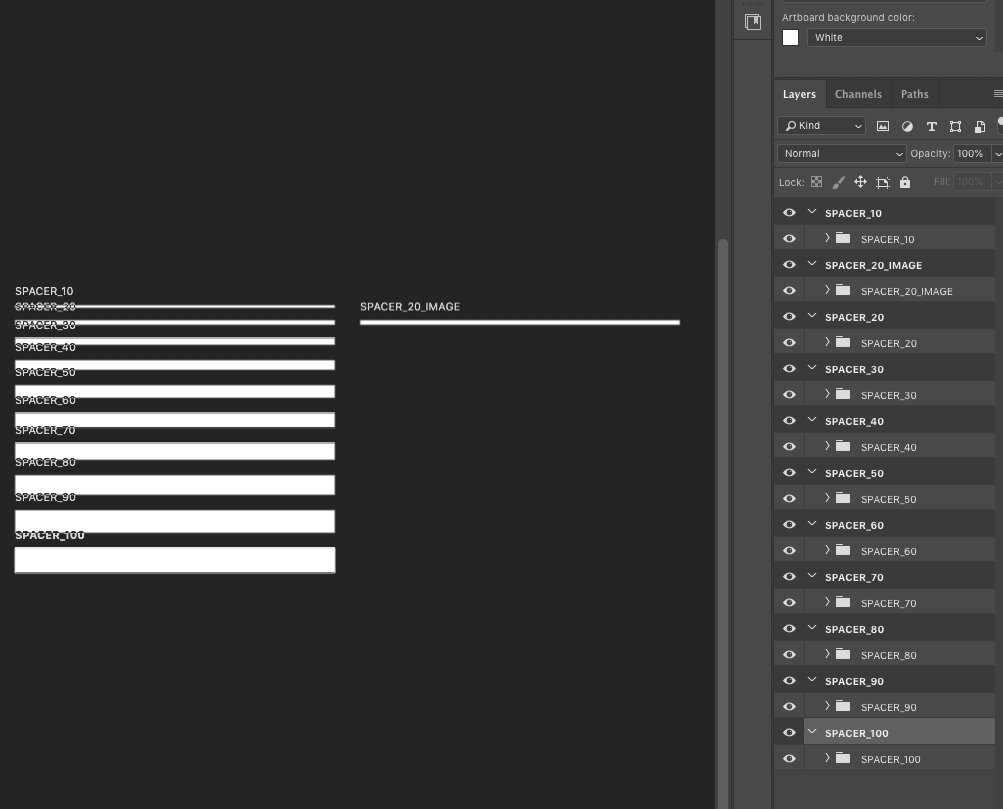 Artboard background color:
White
Layers Channels Paths
Kind
Normal Opacity: 100%
Lock: Fill: 100%
SPACER_10
SPACER_10
SPACER_20_IMAGE
SPACER_20_IMAGE
SPACER_20
SPACER_20
SPACER_30
SPACER_30
SPACER_40
SPACER_40
SPACER_50
SPACER_50
SPACER_60
SPACER_60
SPACER_70
SPACER_70
SPACER_80
SPACER_80
SPACER_90
SPACER_90
SPACER_100
SPACER_100
SPACER_10
SPACER_20
SPACER_20_IMAGE
SPACER_30
SPACER_40
SPACER_50
SPACER_60
SPACER_70
SPACER_80
SPACER_90
SPACER_100